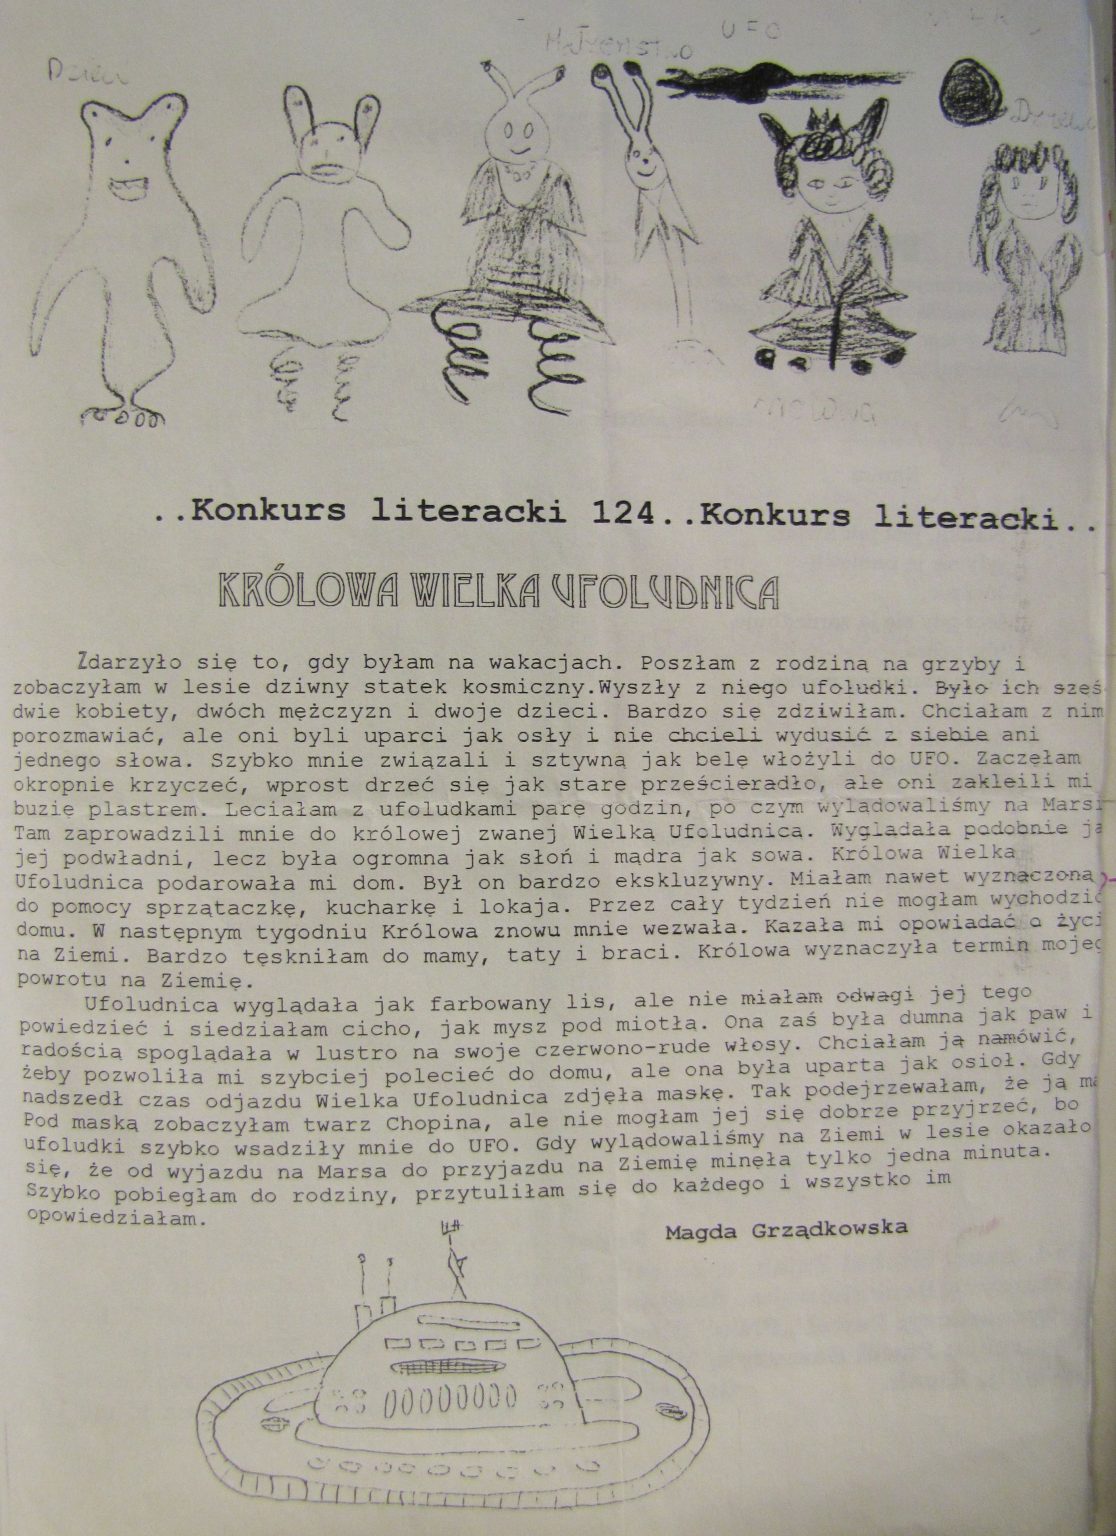 UFO
..Konkurs literacki 124..Konkurs literacki..
KRÓLOWA WIELKA UFOLUDNICA
Zdarzyło się to, gdy byłam na wakacjach. Poszłam z rodziną na grzyby i
zobaczyłam w lesie dziwny statek kosmiczny.Wyszły z niego ufoludki. Było ich sześ
dwie kobiety, dwóch mężczyzn i dwoje dzieci. Bardzo się zdziwiłam. Chciałam z nim
porozmawiać, ale oni byli uparci jak osły i nie chcieli wydusić z siebie ani
jednego słowa. Szybko mnie związali i sztywną jak belę włożyli do UFO. Zaczęłam
okropnie krzyczeć, wprost drzeć się jak stare prześcieradło, ale oni zakleili mi
buzię plastrem. Leciałam z ufoludkami parę godzin, po czym wylądowaliśmy na Marsi
Tam zaprowadzili mnie do królowej zwanej Wielką Ufoludnicą. Wyglądała podobnie ja
jej podwładni, lecz była ogromna jak słoń i mądra jak sowa. Królowa Wielka
Ufoludnica podarowała mi dom. Był on bardzo ekskluzywny. Miałam nawet wyznaczoną
do pomocy sprzątaczkę, kucharkę i lokaja. Przez cały tydzień nie mogłam wychodzić
domu. W następnym tygodniu Królowa znowu mnie wezwała. Kazała mi opowiadać o życi
na Ziemi. Bardzo tęskniłam do mamy, taty i braci. Królowa wyznaczyła termin mojeg
powrotu na Ziemię.
Ufoludnica wyglądała jak farbowany lis, ale nie miałam odwagi jej tego
powiedzieć i siedziałam cicho, jak mysz pod miotłą. Ona zaś była dumna jak paw i
radością spoglądała w lustro na swoje czerwono-rude włosy. Chciałam ją namówić,
żeby pozwoliła mi szybciej polecieć do domu, ale ona była uparta jak osioł. Gdy
nadszedł czas odjazdu Wielka Ufoludnica zdjęła maskę. Tak podejrzewałam, że ją ma
Pod maską zobaczyłam twarz Chopina, ale nie mogłam jej się dobrze przyjrzeć, bo
ufoludki szybko wsadziły mnie do UFO. Gdy wylądowaliśmy na Ziemi w lesie okazało
się, że od wyjazdu na Marsa do przyjazdu na Ziemię minęła tylko jedna minuta.
Szybko pobiegłam do rodziny, przytuliłam się do każdego i wszystko im
opowiedziałam.
Magda Grządkowska